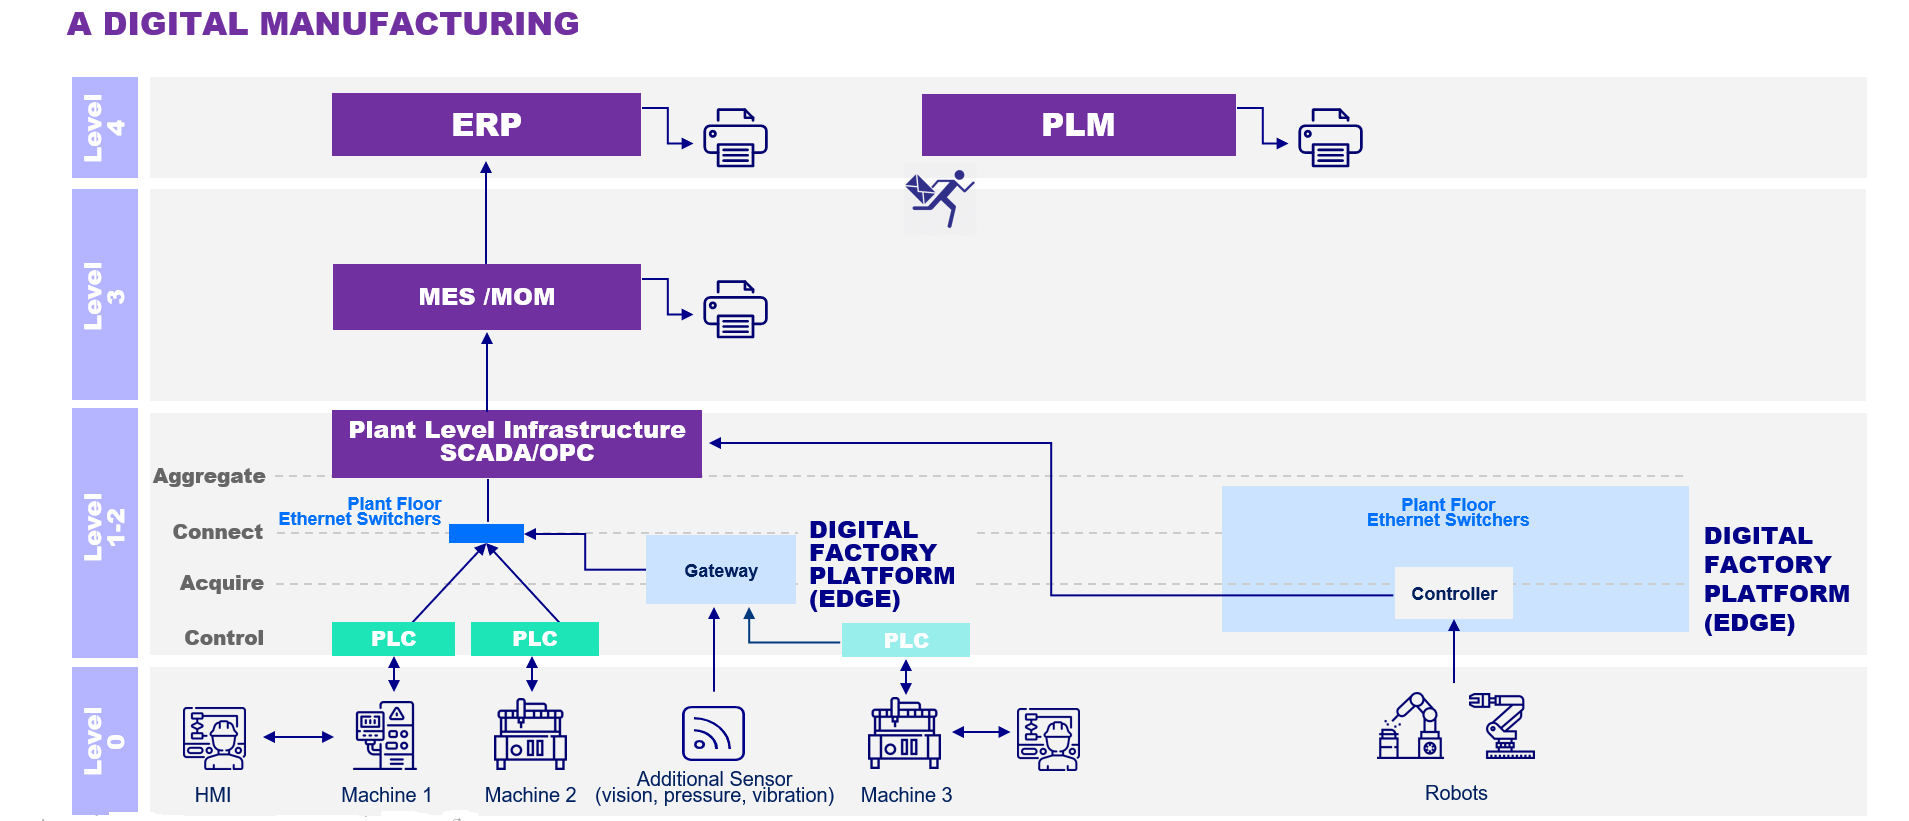 A DIGITAL MANUFACTURING
Level
4
ERP
PLM
Level
3
MES /MOM
Level
1-2
Plant Level Infrastructure
SCADA/OPC
Aggregate
Plant Floor
Ethernet Switchers
Connect
Acquire
Control
Gateway
DIGITAL
FACTORY
PLATFORM
(EDGE)
Plant Floor
Ethernet Switchers
Controller
DIGITAL
FACTORY
PLATFORM
(EDGE)
PLC
PLC
PLC
Level
0
HMI
Machine 1
Machine 2
Additional Sensor
(vision, pressure, vibration)
Machine 3
Robots